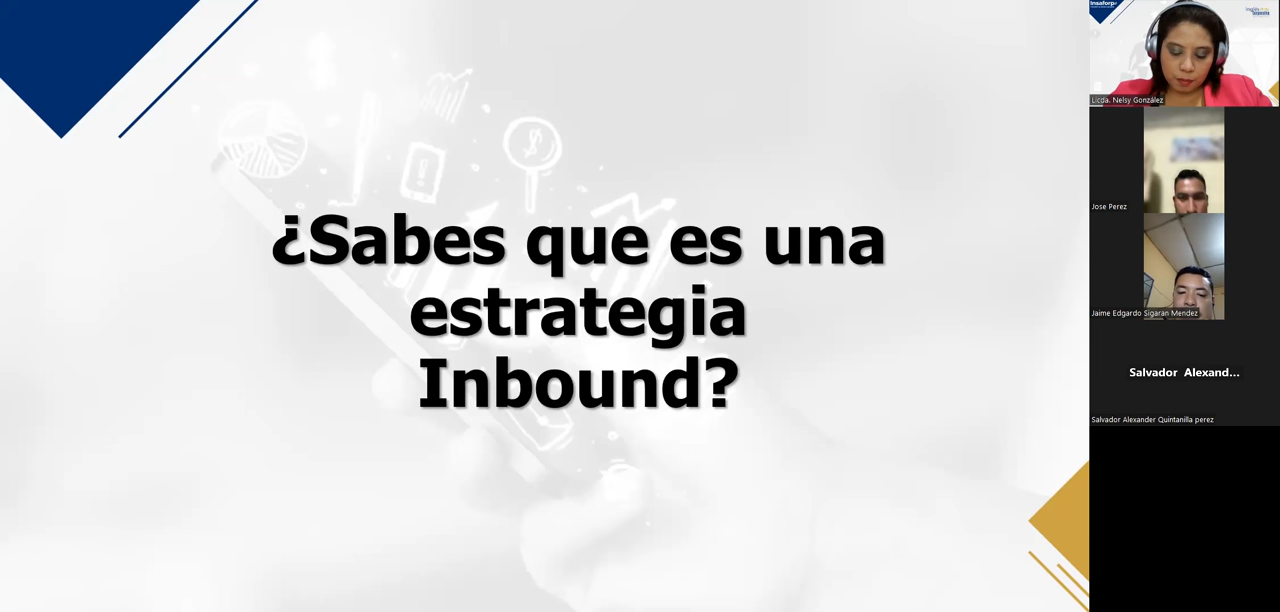 ¿Sabes que es una
estrategia
Inbound?
Insaforp
Licda. Nelsy González
Jose Perez
Jaime Edgardo Sigaran Mendez
Salvador Alexand...
Salvador Alexander Quintanilla perez